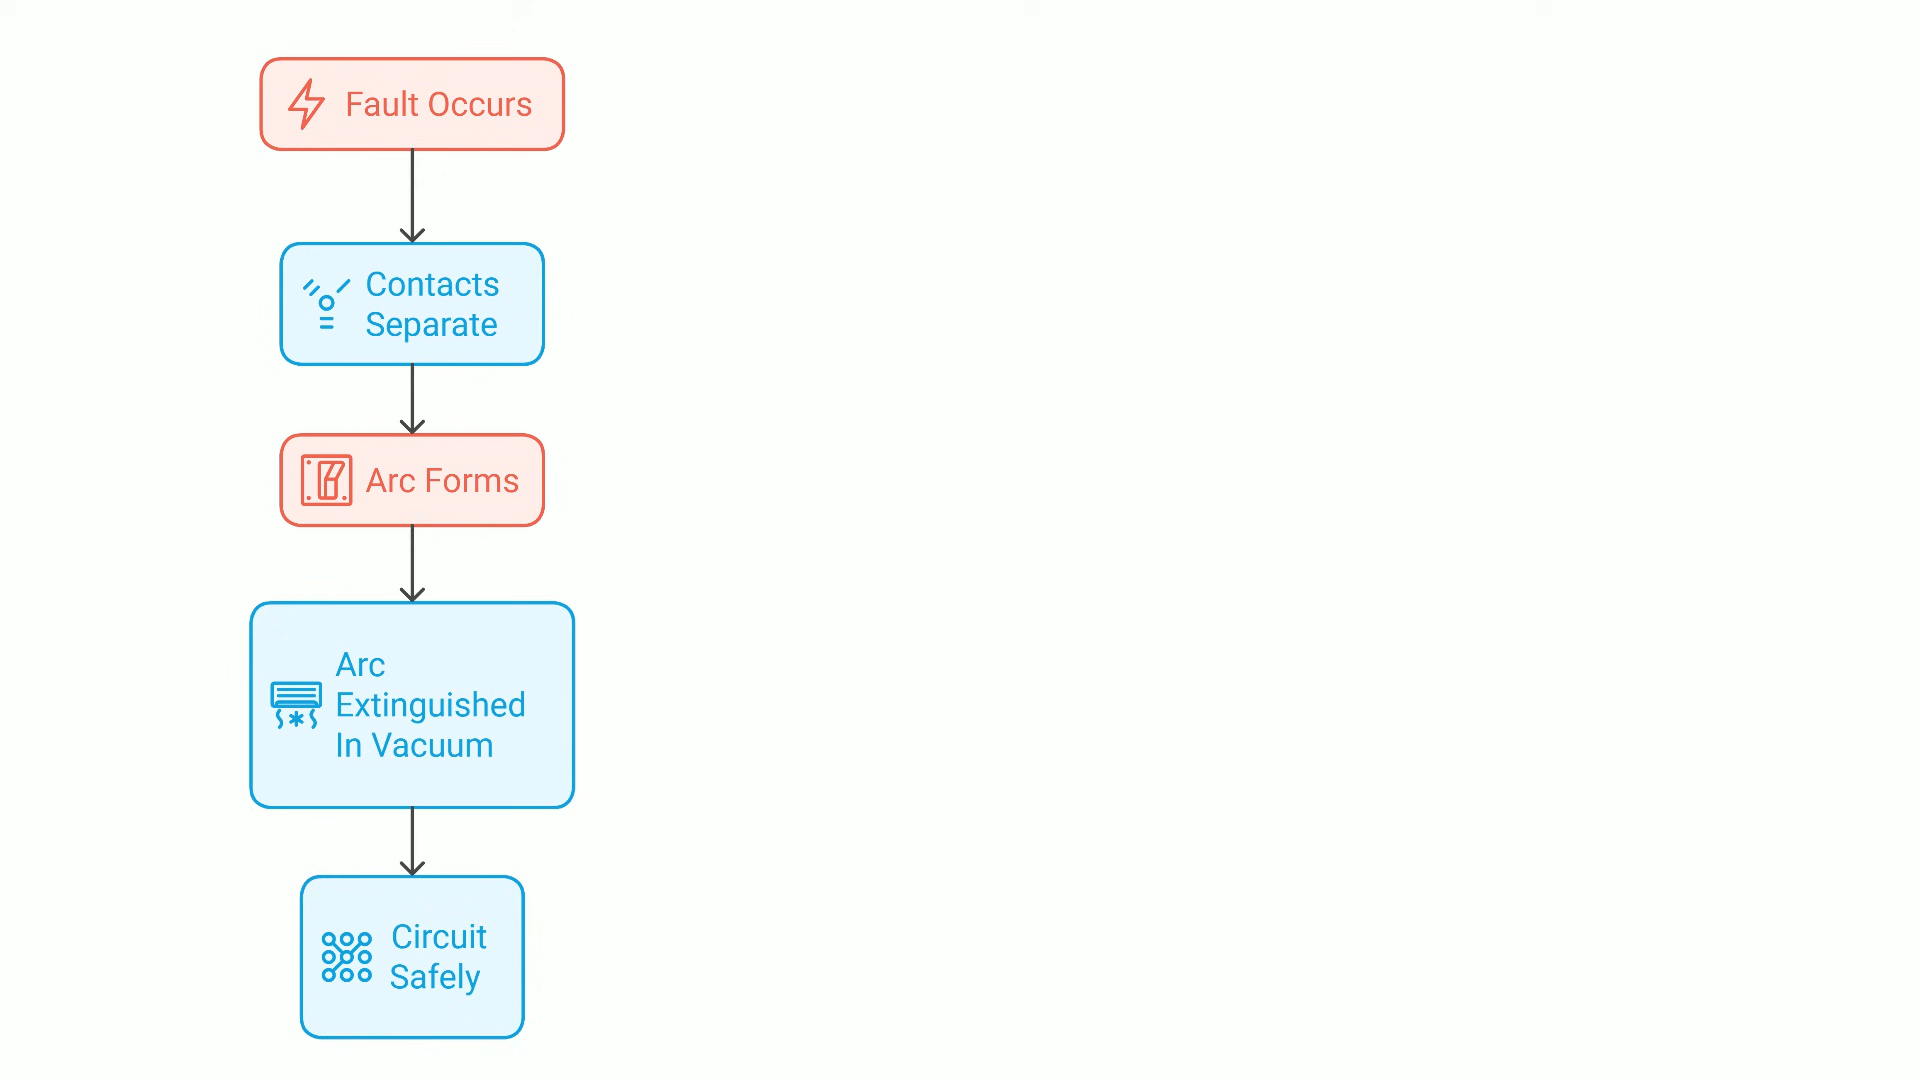 Fault Occurs
Contacts
Separate
Arc Forms
Arc
Extinguished
In Vacuum
Circuit
Safely